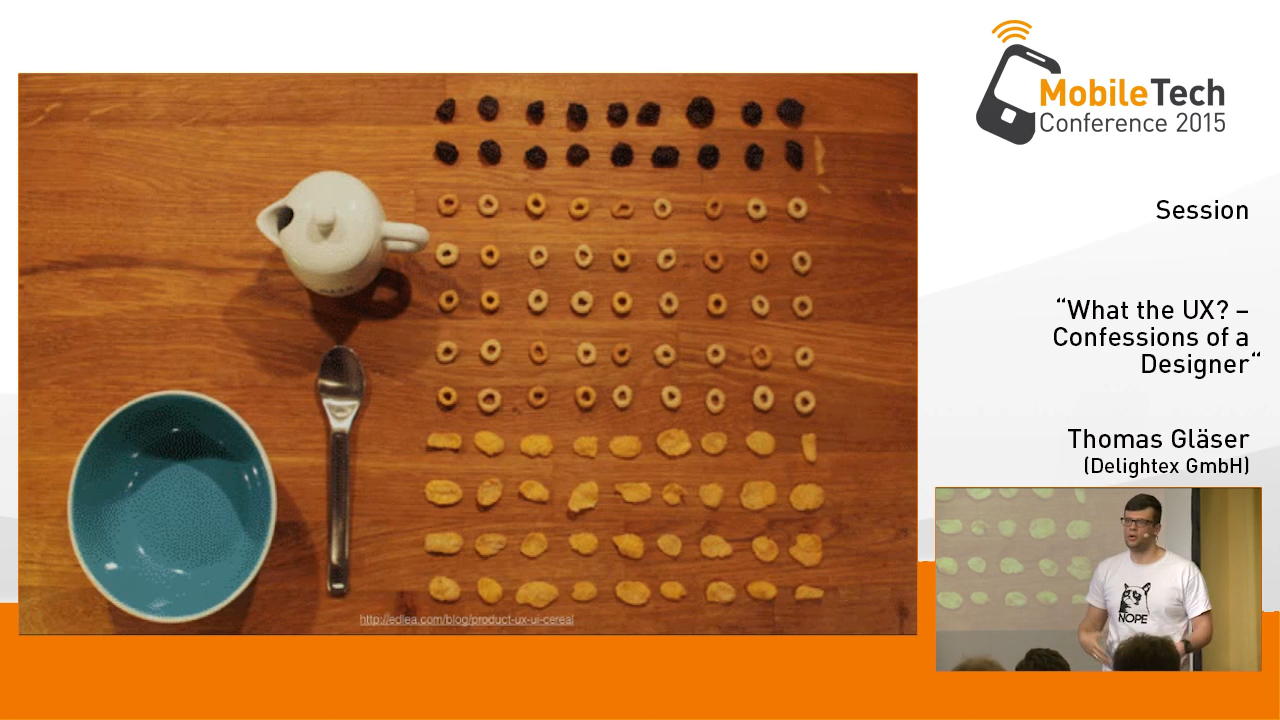 MobileTech
Conference 2015
Session
“What the UX? –
Confessions of a
Designer“
Thomas Gläser
(Delightex GmbH)
http://edlea.com/blog/product-ux-ui-cereal
NOPE